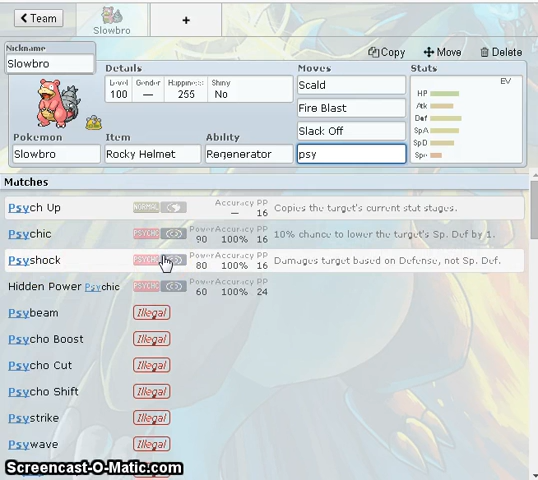 Team
Slowbro
+
Nickname
Slowbro
Copy Move Delete
Details
Level Gender Happiness Shiny
100 — 255 No
Moves
Scald
Fire Blast
Slack Off
psy
Stats
EV
HP
Atk
Def
SpA
SpD
Spe
Pokemon Item Ability
Slowbro Rocky Helmet Regenerator
Matches
Psych Up NORMAL Accuracy PP — 16 Copies the target's current stat stages.
Psychic PSYCHC Power Accuracy PP 90 100% 16 10% chance to lower the target's Sp. Def by 1.
Psyshock PSYCHC Power Accuracy PP 80 100% 16 Damages target based on Defense, not Sp. Def.
Hidden Power Psychic PSYCHC Power Accuracy PP 60 100% 24
Psybeam Illegal
Psycho Boost Illegal
Psycho Cut Illegal
Psycho Shift Illegal
Psystrike Illegal
Psywave Illegal
Screencast-O-Matic.com